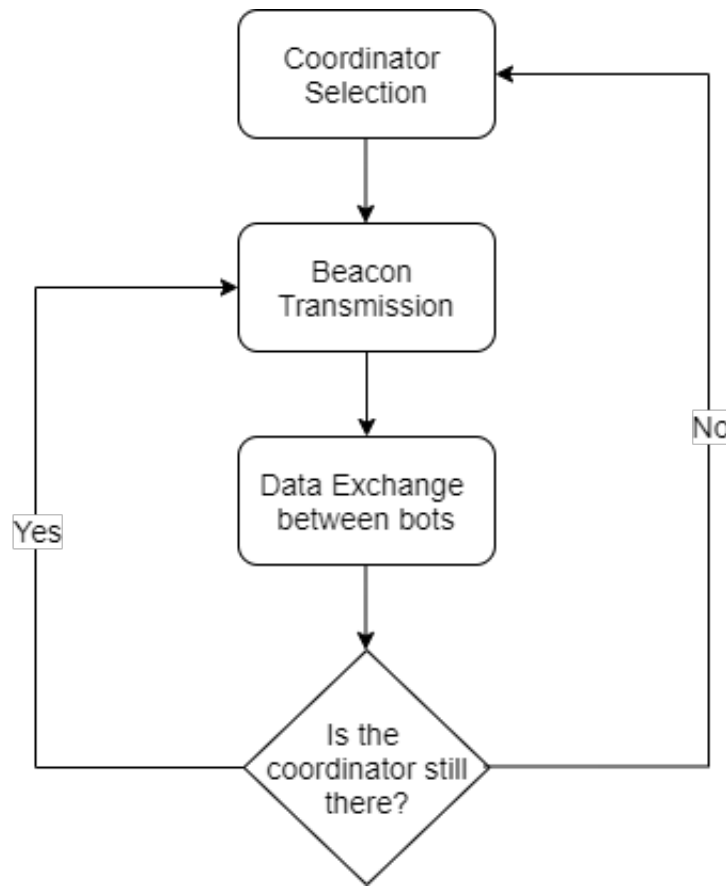 Coordinator
Selection
Beacon
Transmission
No
Data Exchange
between bots
Yes
Is the
coordinator still
there?